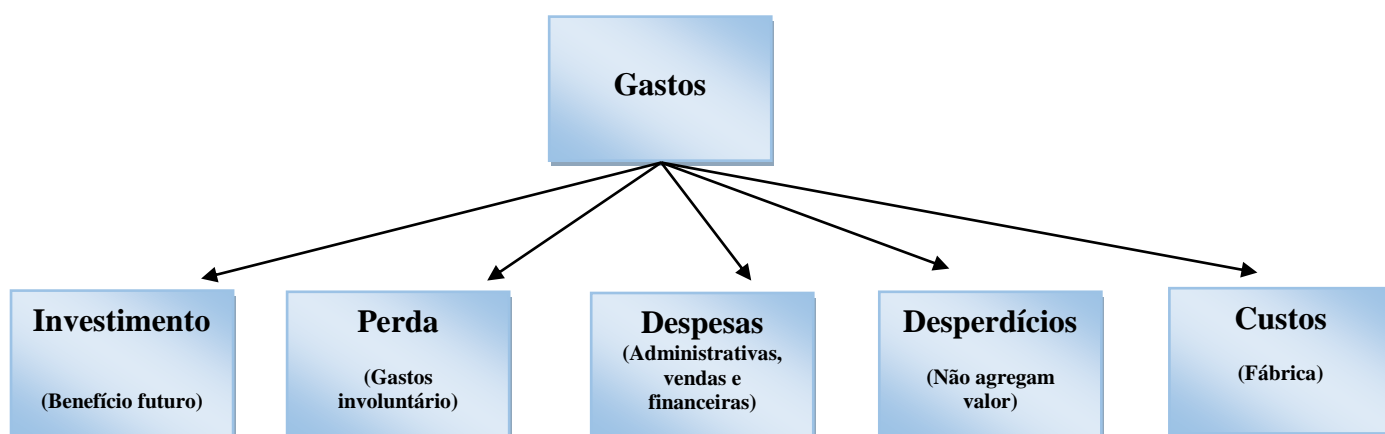 Gastos
Investimento
(Benefício futuro)
Perda
(Gastos
involuntário)
Despesas
(Administrativas,
vendas e
financeiras)
Desperdícios
(Não agregam
valor)
Custos
(Fábrica)